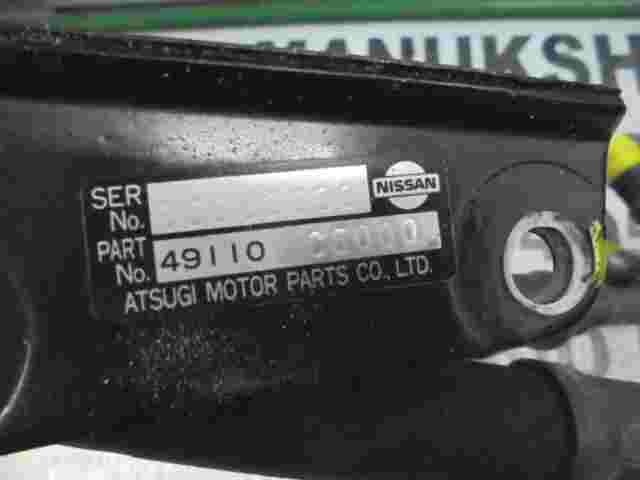 MANUKSH
SER No.
NISSAN
PART No. 49110
ATSUGI MOTOR PARTS CO., LTD.